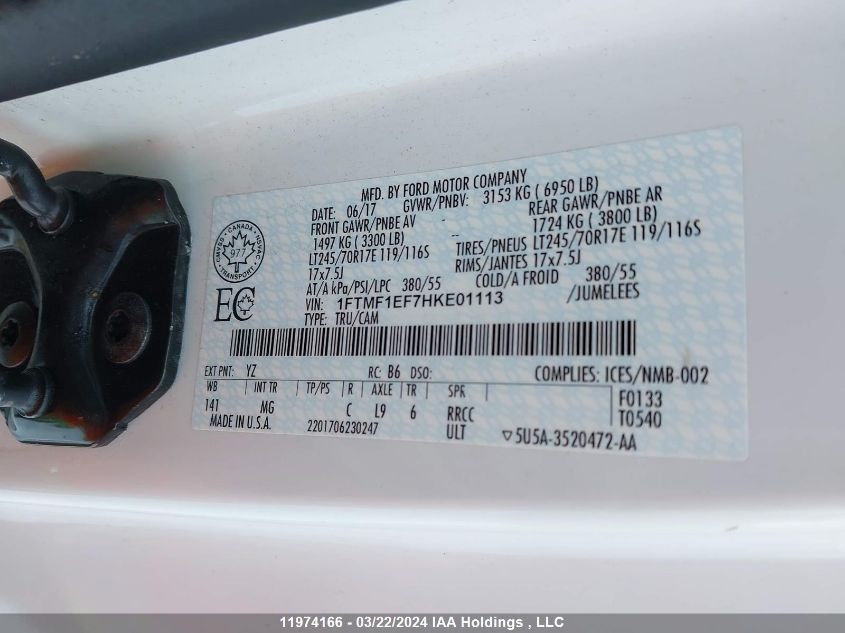 MFD. BY FORD MOTOR COMPANY
DATE: 06/17 GVWR/PNBV: 3153 KG ( 6950 LB)
FRONT GAWR/PNBE AV REAR GAWR/PNBE AR
1497 KG ( 3300 LB) 1724 KG ( 3800 LB)
LT245/70R17E 119/116S TIRES/PNEUS LT245/70R17E 119/116S
17x7.5J RIMS/JANTES 17x7.5J
AT/A kPa/PSI/LPC 380/55 COLD/A FROID 380/55
VIN: 1FTMF1EF7HKE01113 /JUMELEES
TYPE: TRU/CAM
CANADA
977
TRANSPORT
EC
EXT PNT: YZ RC: B6 DSO: COMPLIES: ICES/NMB-002
WB INT TR TP/PS R AXLE TR SPR F0133
141 MG C L9 6 RRCC T0540
MADE IN U.S.A. 2201706230247 ULT ▽5U5A-3520472-AA
11974166 - 03/22/2024 IAA Holdings , LLC